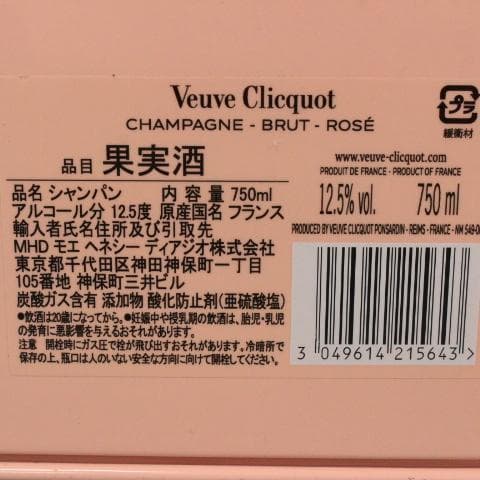 Veuve Clicquot
CHAMPAGNE - BRUT - ROSÉ
プラ
緩衝材
品目 果実酒
品名 シャンパン 内 容 量 750ml
アルコール分 12.5度 原産国名 フランス
輸入者氏名住所及び引取先
MHD モエ ヘネシー ディアジオ株式会社
東京都千代田区神田神保町一丁目
105番地 神保町三井ビル
炭酸ガス含有 添加物 酸化防止剤(亜硫酸塩)
●飲酒は20歳になってから。●妊娠中や授乳期の飲酒は、胎児・乳児
の発育に悪影響を与えるおそれがあります。
注意 開栓時にガス圧で栓が飛び出すおそれがあります。冷暗所で
保存の上、瓶口は人のいない安全な方向に向けて開栓してください。
www.veuve-clicquot.com
PRODUIT DE FRANCE - PRODUCT OF FRANCE
12.5% vol. 750 ml
PRODUCED BY VEUVE CLICQUOT PONSARDIN - REIMS - FRANCE - NM 549-0
3 049614 215643 >